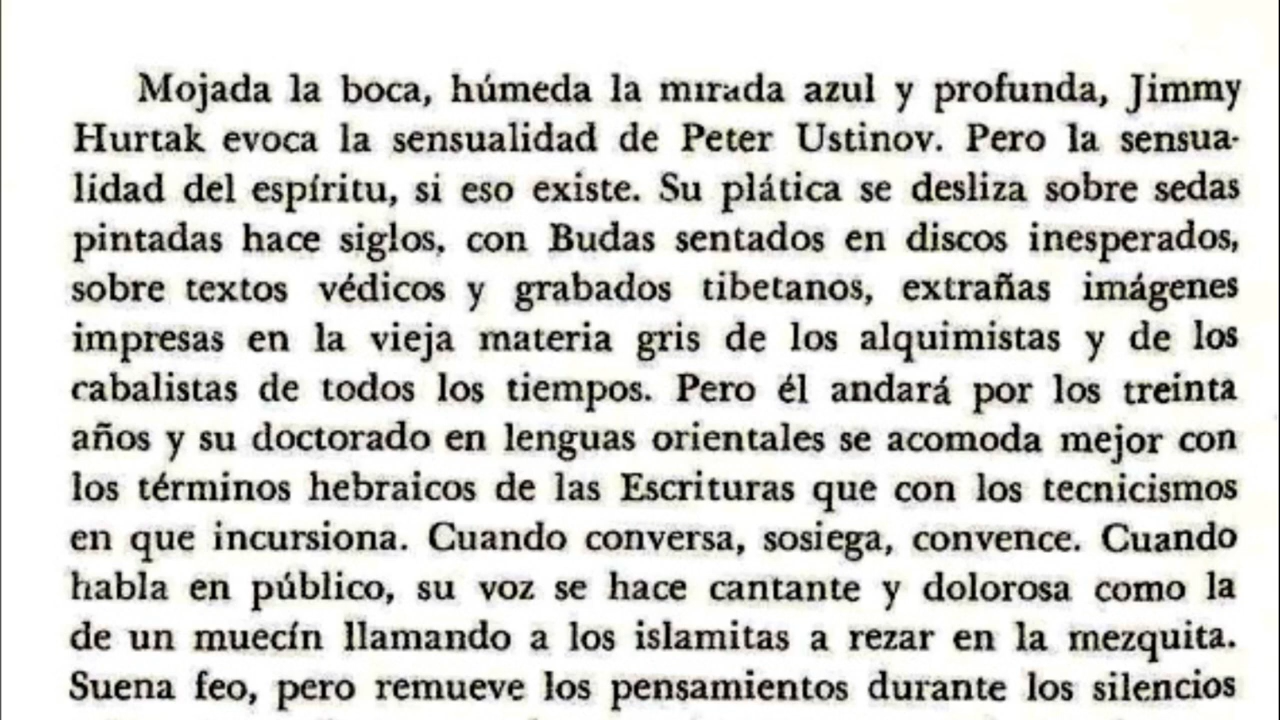 Mojada la boca, húmeda la mirada azul y profunda, Jimmy
Hurtak evoca la sensualidad de Peter Ustinov. Pero la sensua-
lidad del espíritu, si eso existe. Su plática se desliza sobre sedas
pintadas hace siglos, con Budas sentados en discos inesperados,
sobre textos védicos y grabados tibetanos, extrañas imágenes
impresas en la vieja materia gris de los alquimistas y de los
cabalistas de todos los tiempos. Pero él andará por los treinta
años y su doctorado en lenguas orientales se acomoda mejor con
los términos hebraicos de las Escrituras que con los tecnicismos
en que incursiona. Cuando conversa, sosiega, convence. Cuando
habla en público, su voz se hace cantante y dolorosa como la
de un muecín llamando a los islamitas a rezar en la mezquita.
Suena feo, pero remueve los pensamientos durante los silencios